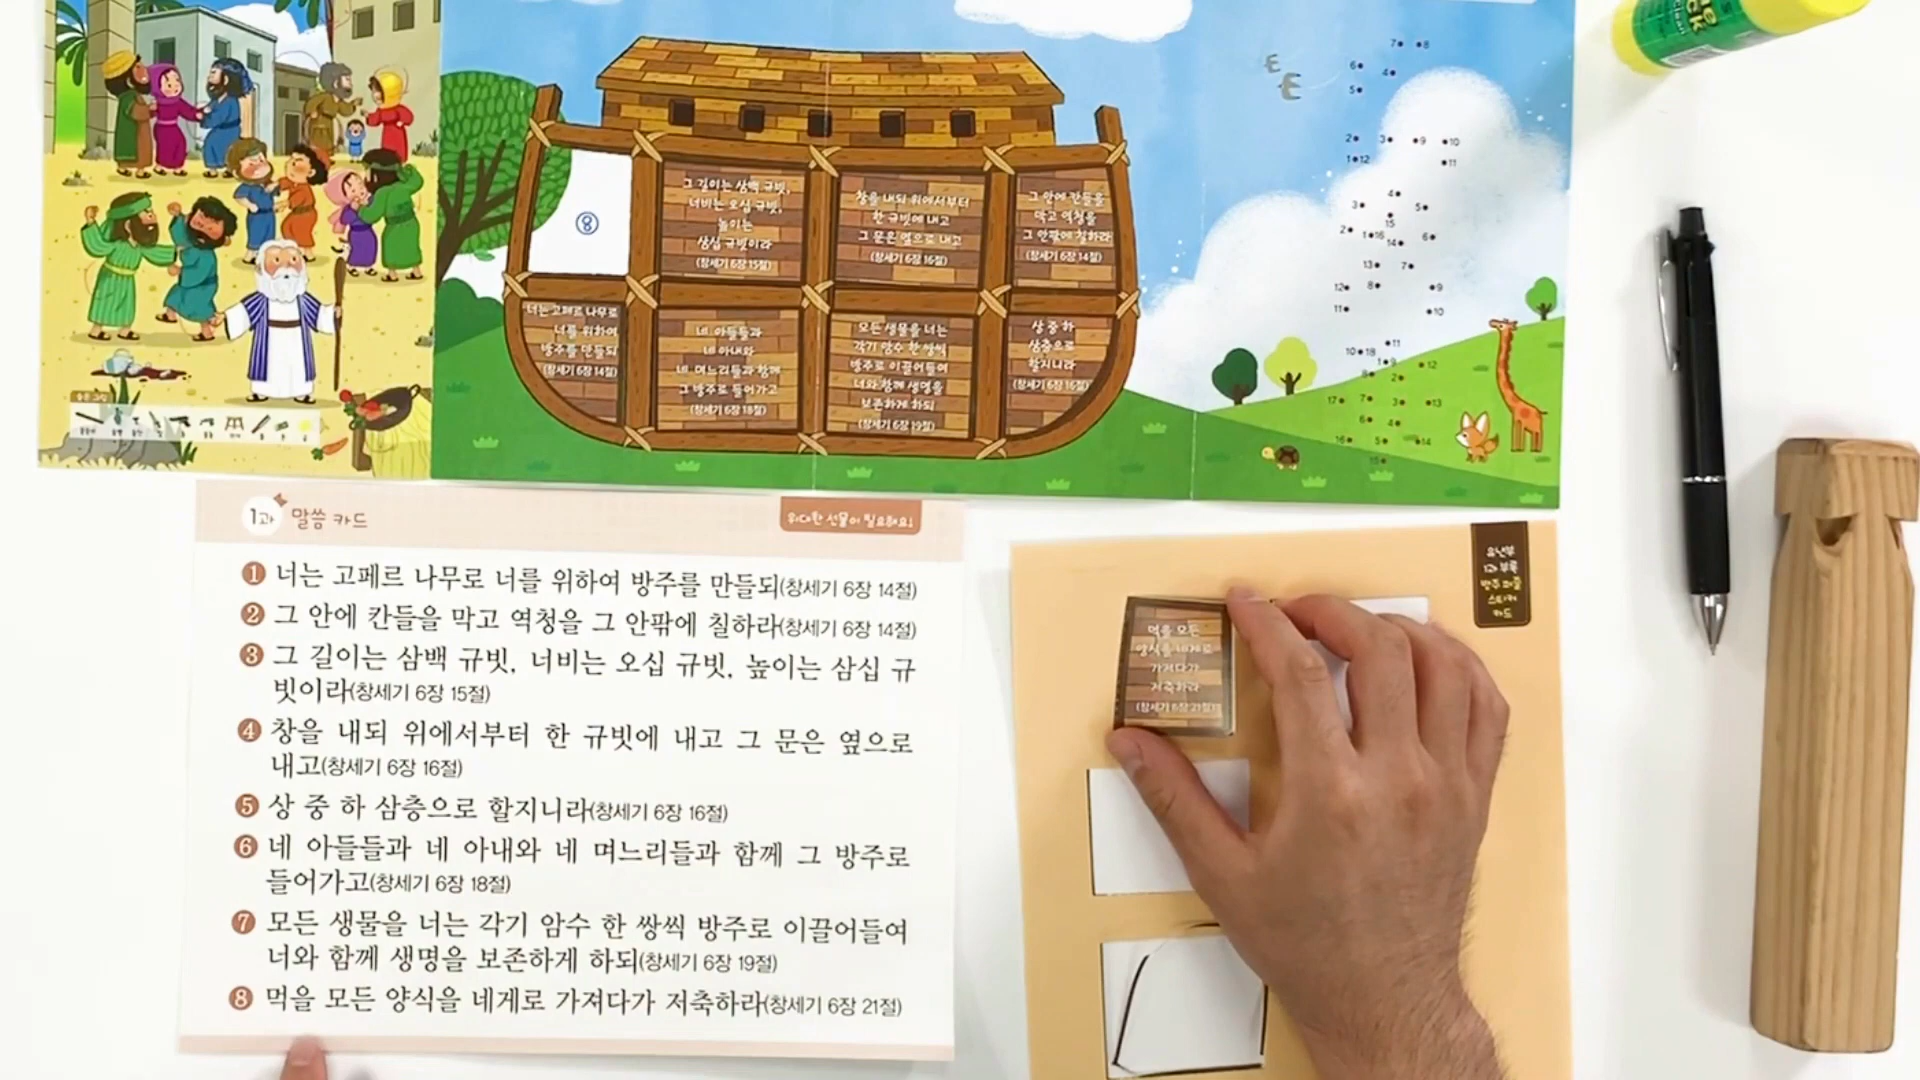 ⑧
그 길이는 삼백 규빗,
너비는 오십 규빗,
높이는
삼십 규빗이라
(창세기 6장 15절)
창을 내되 위에서부터
한 규빗에 내고
그 문은 옆으로 내고
(창세기 6장 16절)
그 안에 칸들을
막고 역청을
그 안팎에 칠하라
(창세기 6장 14절)
너는 고페르 나무로
너를 위하여
방주를 만들되
(창세기 6장 14절)
네 아들들과
네 아내와
네 며느리들과 함께
그 방주로 들어가고
(창세기 6장 18절)
모든 생물을 너는
각기 암수 한 쌍씩
방주로 이끌어들여
너와 함께 생명을
보존하게 하되
(창세기 6장 19절)
상 중 하
삼층으로
할지니라
(창세기 6장 16절)
숨은 그림
1과 말씀 카드
위대한 선물이 필요해요!
1 너는 고페르 나무로 너를 위하여 방주를 만들되(창세기 6장 14절)
2 그 안에 칸들을 막고 역청을 그 안팎에 칠하라(창세기 6장 14절)
3 그 길이는 삼백 규빗, 너비는 오십 규빗, 높이는 삼십 규
빗이라(창세기 6장 15절)
4 창을 내되 위에서부터 한 규빗에 내고 그 문은 옆으로
내고(창세기 6장 16절)
5 상 중 하 삼층으로 할지니라(창세기 6장 16절)
6 네 아들들과 네 아내와 네 며느리들과 함께 그 방주로
들어가고(창세기 6장 18절)
7 모든 생물을 너는 각기 암수 한 쌍씩 방주로 이끌어들여
너와 함께 생명을 보존하게 하되(창세기 6장 19절)
8 먹을 모든 양식을 네게로 가져다가 저축하라(창세기 6장 21절)
유년부
1과 부록
방주 퍼즐
스티커
카드
먹을 모든
양식을 네게로
가져다가
저축하라
(창세기 6장 21절)